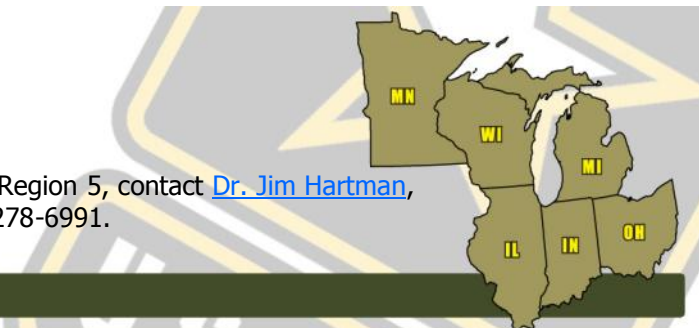 MN
WI
MI
Region 5, contact Dr. Jim Hartman,
278-6991.
IL
IN
OH